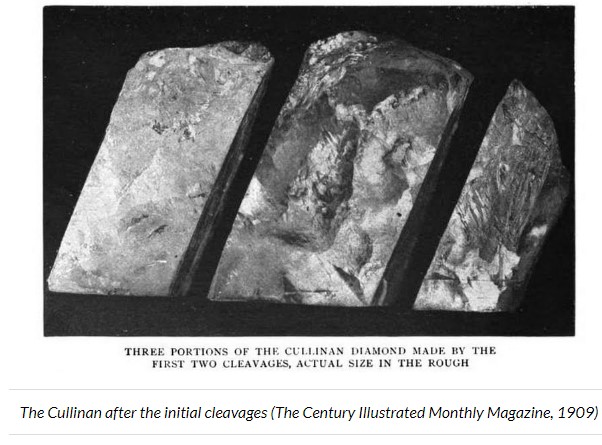 THREE PORTIONS OF THE CULLINAN DIAMOND MADE BY THE
FIRST TWO CLEAVAGES, ACTUAL SIZE IN THE ROUGH
The Cullinan after the initial cleavages (The Century Illustrated Monthly Magazine, 1909)